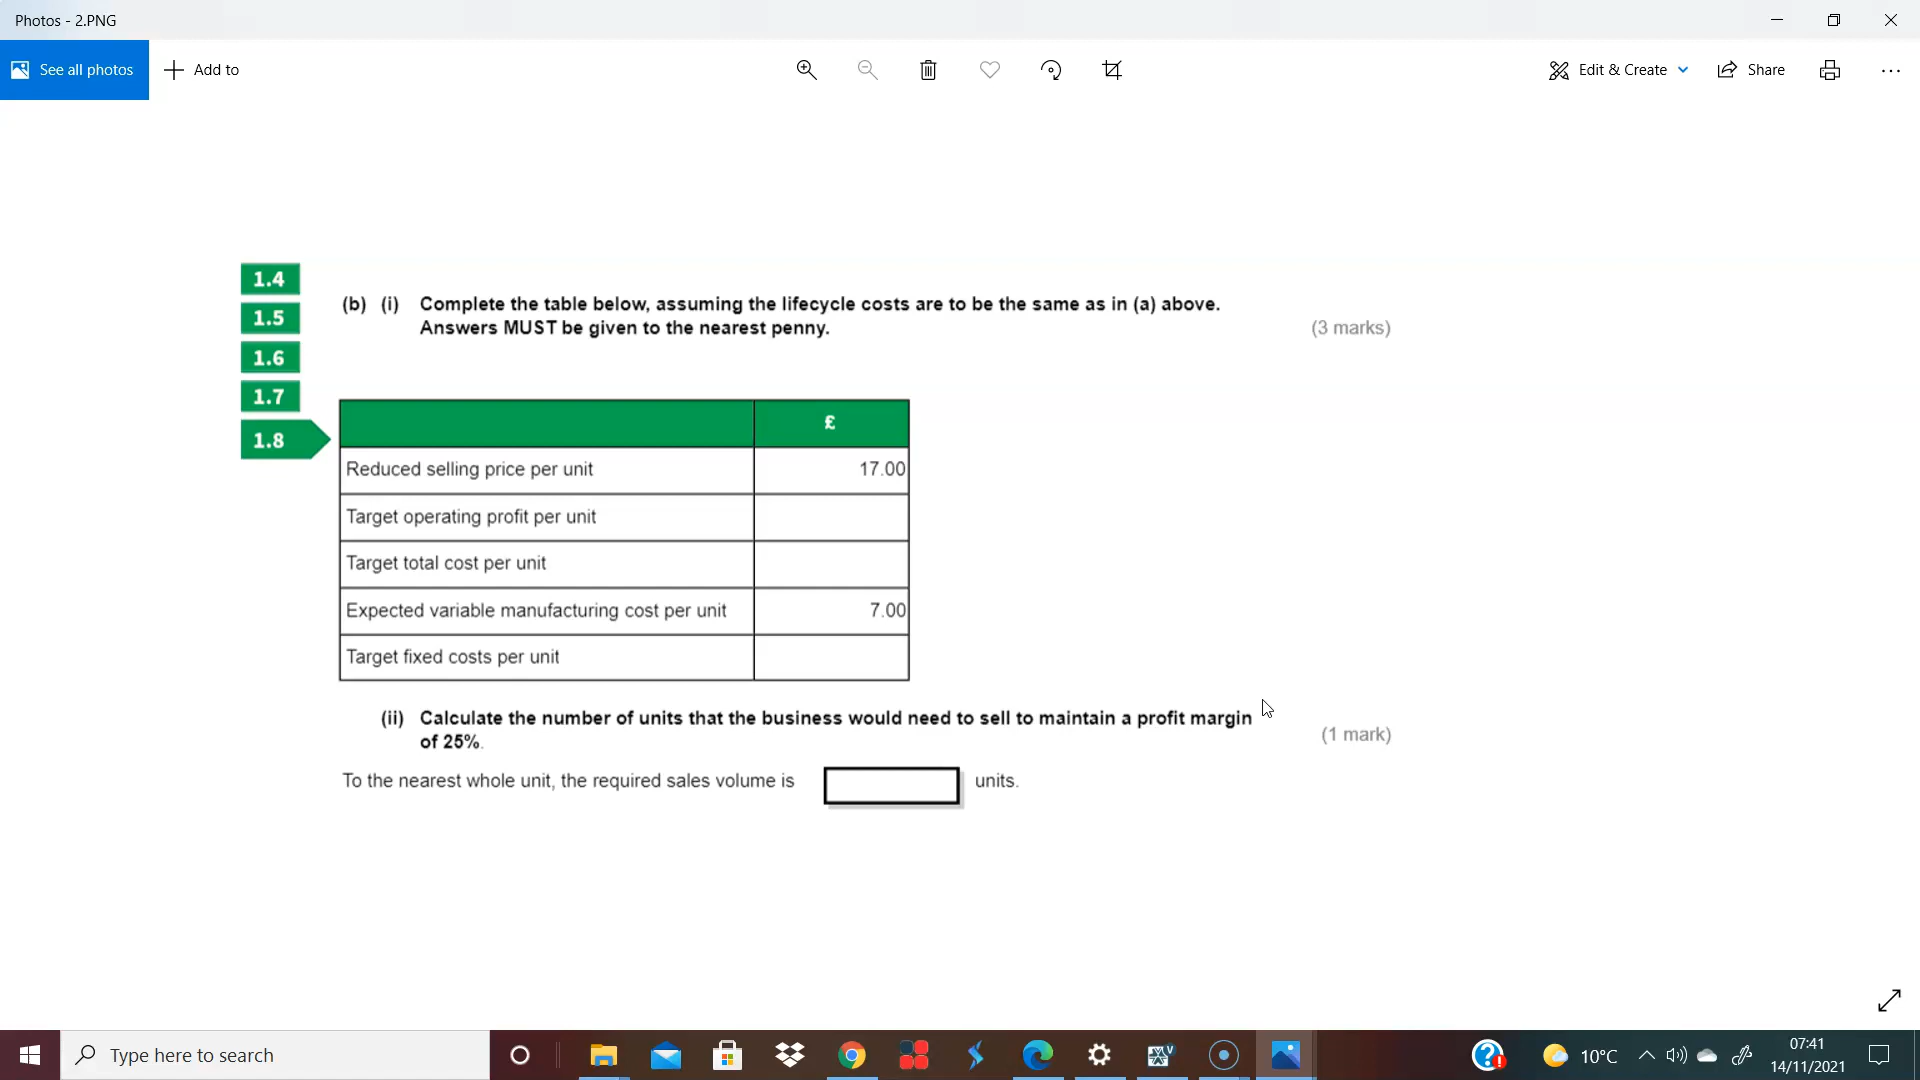 Photos - 2.PNG
See all photos
Add to
Edit & Create
Share
1.4
1.5
1.6
1.7
1.8
(b) (i) Complete the table below, assuming the lifecycle costs are to be the same as in (a) above.
Answers MUST be given to the nearest penny.
(3 marks)
£
Reduced selling price per unit 17.00
Target operating profit per unit
Target total cost per unit
Expected variable manufacturing cost per unit 7.00
Target fixed costs per unit
(ii) Calculate the number of units that the business would need to sell to maintain a profit margin
of 25%.
(1 mark)
To the nearest whole unit, the required sales volume is units.
Type here to search
10°C
07:41
14/11/2021